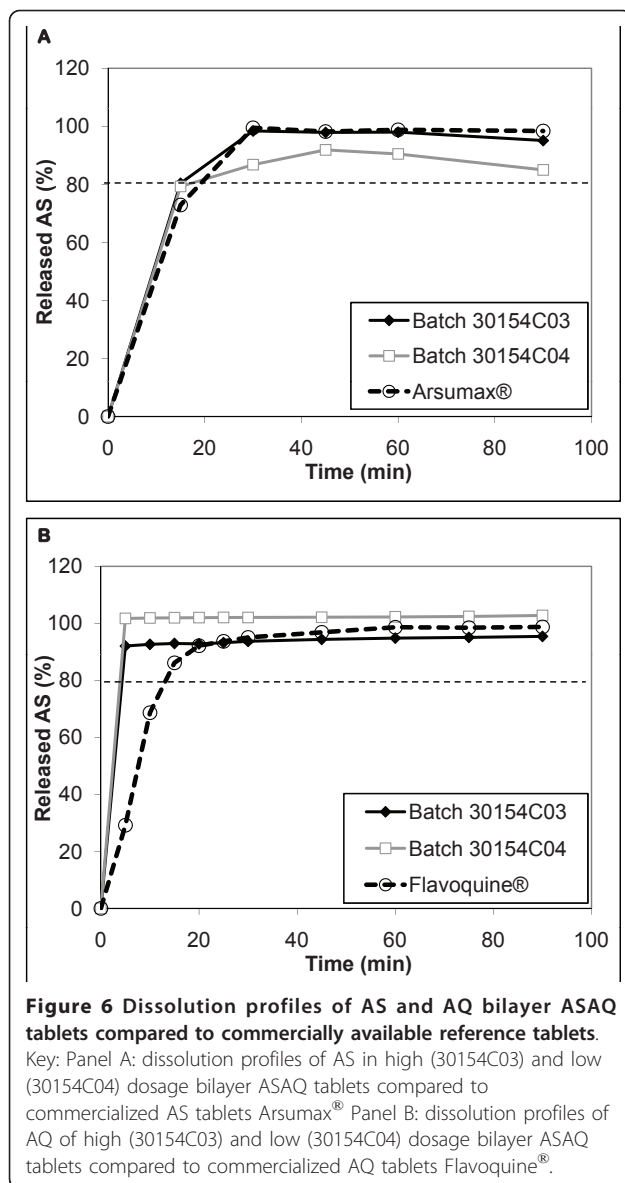 A
120
100
80
60
40
20
0
Released AS (%)
Batch 30154C03
Batch 30154C04
Arsumax®
0 20 40 60 80 100
Time (min)
B
120
100
80
60
40
20
0
Released AS (%)
Batch 30154C03
Batch 30154C04
Flavoquine®
0 20 40 60 80 100
Time (min)
Figure 6 Dissolution profiles of AS and AQ bilayer ASAQ
tablets compared to commercially available reference tablets.
Key: Panel A: dissolution profiles of AS in high (30154C03) and low
(30154C04) dosage bilayer ASAQ tablets compared to
commercialized AS tablets Arsumax® Panel B: dissolution profiles of
AQ of high (30154C03) and low (30154C04) dosage bilayer ASAQ
tablets compared to commercialized AQ tablets Flavoquine®.